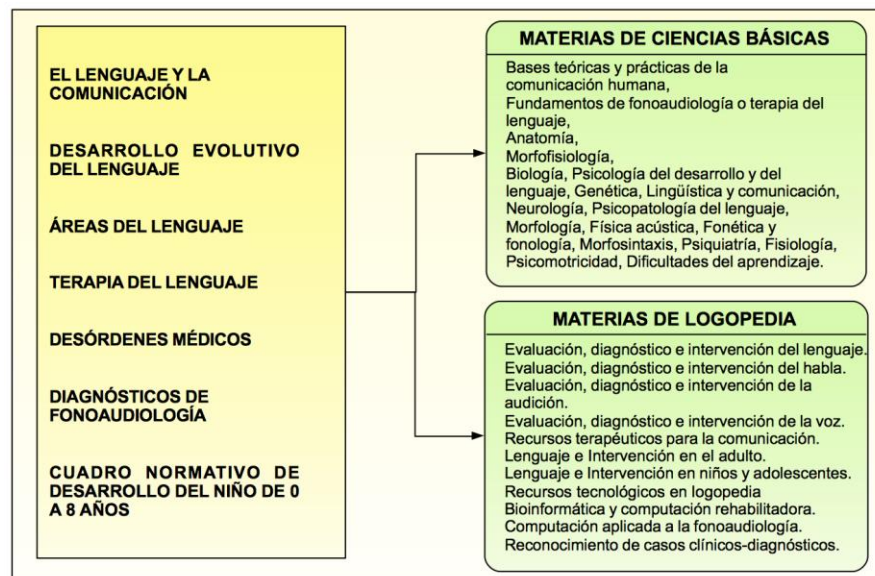 EL LENGUAJE Y LA
COMUNICACIÓN
DESARROLLO EVOLUTIVO
DEL LENGUAJE
ÁREAS DEL LENGUAJE
TERAPIA DEL LENGUAJE
DESÓRDENES MÉDICOS
DIAGNÓSTICOS DE
FONOAUDIOLOGÍA
CUADRO NORMATIVO DE
DESARROLLO DEL NIÑO DE 0
A 8 AÑOS
MATERIAS DE CIENCIAS BÁSICAS
Bases teóricas y prácticas de la
comunicación humana,
Fundamentos de fonoaudiología o terapia del
lenguaje,
Anatomía,
Morfofisiología,
Biología, Psicología del desarrollo y del
lenguaje, Genética, Lingüística y comunicación,
Neurología, Psicopatología del lenguaje,
Morfología, Física acústica, Fonética y
fonología, Morfosintaxis, Psiquiatría, Fisiología,
Psicomotricidad, Dificultades del aprendizaje.
MATERIAS DE LOGOPEDIA
Evaluación, diagnóstico e intervención del lenguaje.
Evaluación, diagnóstico e intervención del habla.
Evaluación, diagnóstico e intervención de la
audición.
Evaluación, diagnóstico e intervención de la voz.
Recursos terapéuticos para la comunicación.
Lenguaje e Intervención en el adulto.
Lenguaje e Intervención en niños y adolescentes.
Recursos tecnológicos en logopedia
Bioinformática y computación rehabilitadora.
Computación aplicada a la fonoaudiología.
Reconocimiento de casos clínicos-diagnósticos.